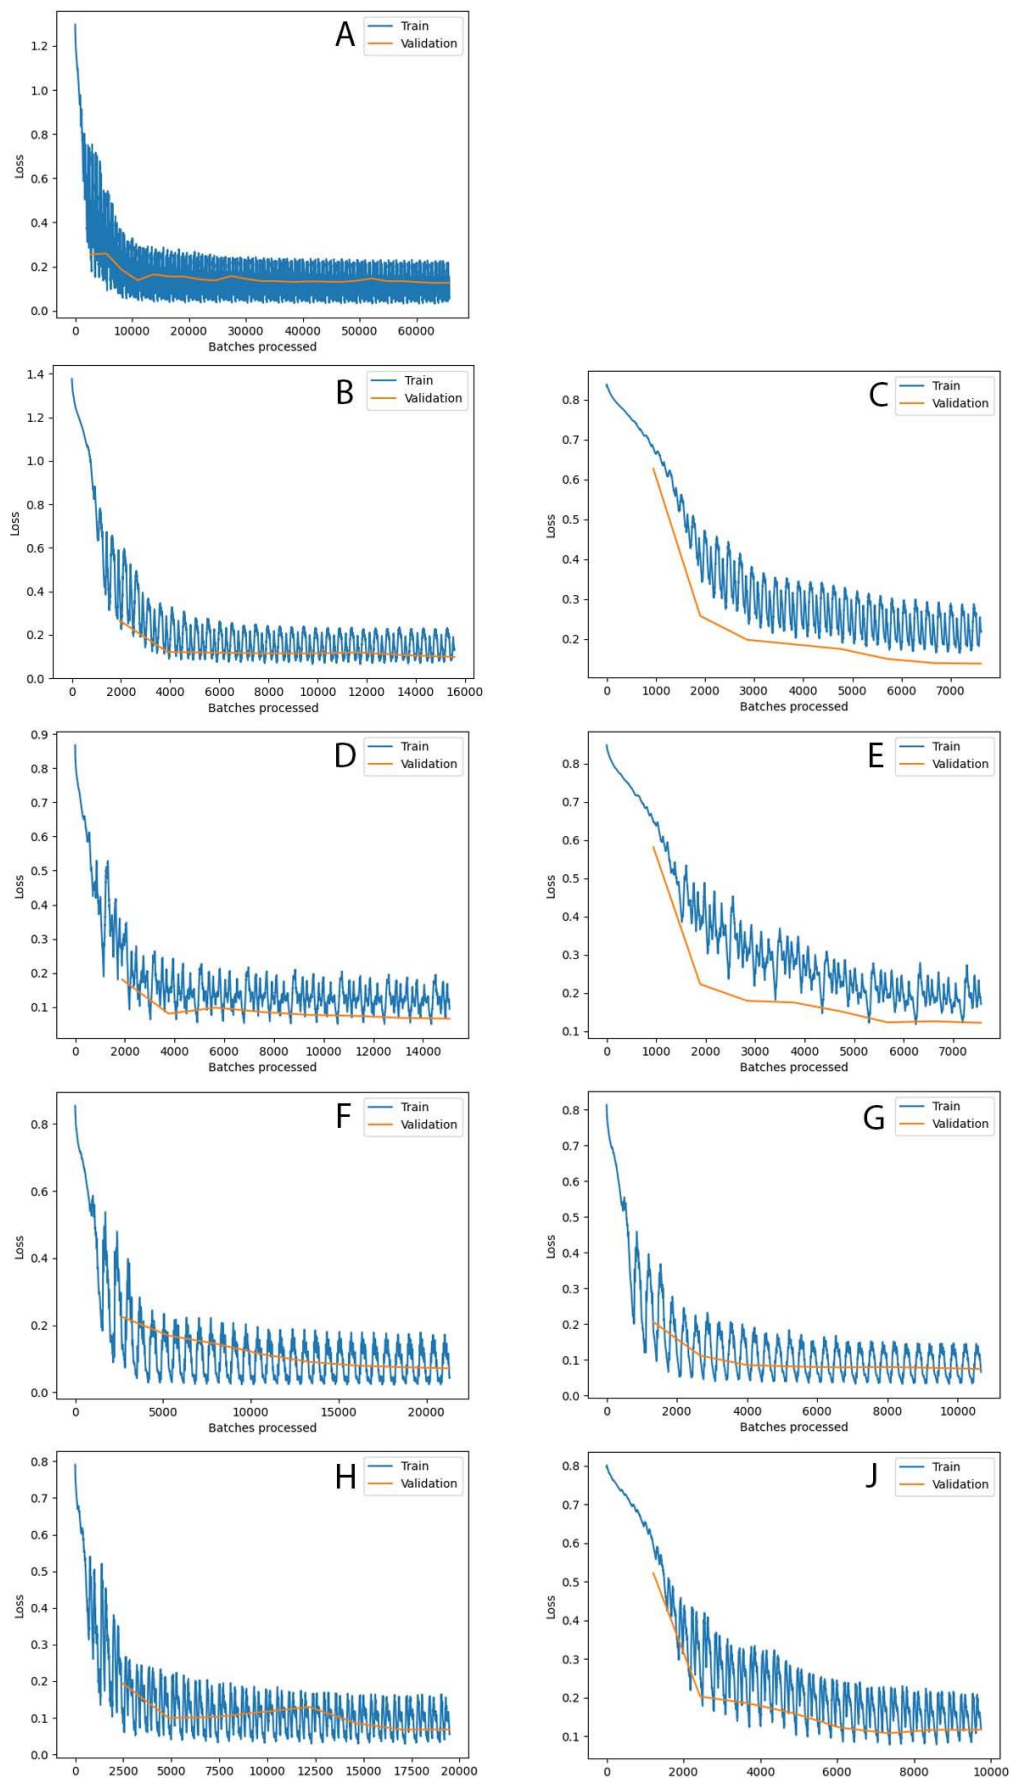 A
Train
Validation
1.2
1.0
0.8
0.6
0.4
0.2
0.0
Loss
0 10000 20000 30000 40000 50000 60000
Batches processed
B
Train
Validation
1.4
1.2
1.0
0.8
0.6
0.4
0.2
0.0
Loss
0 2000 4000 6000 8000 10000 12000 14000 16000
Batches processed
C
Train
Validation
0.8
0.7
0.6
0.5
0.4
0.3
0.2
Loss
0 1000 2000 3000 4000 5000 6000 7000
Batches processed
D
Train
Validation
0.9
0.8
0.7
0.6
0.5
0.4
0.3
0.2
0.1
Loss
0 2000 4000 6000 8000 10000 12000 14000
Batches processed
E
Train
Validation
0.8
0.7
0.6
0.5
0.4
0.3
0.2
0.1
Loss
0 1000 2000 3000 4000 5000 6000 7000
Batches processed
F
Train
Validation
0.8
0.6
0.4
0.2
0.0
Loss
0 5000 10000 15000 20000
Batches processed
G
Train
Validation
0.8
0.7
0.6
0.5
0.4
0.3
0.2
0.1
0.0
Loss
0 2000 4000 6000 8000 10000
Batches processed
H
Train
Validation
0.8
0.7
0.6
0.5
0.4
0.3
0.2
0.1
0.0
Loss
0 2500 5000 7500 10000 12500 15000 17500 20000
Batches processed
J
Train
Validation
0.8
0.7
0.6
0.5
0.4
0.3
0.2
0.1
Loss
0 2000 4000 6000 8000 10000
Batches processed